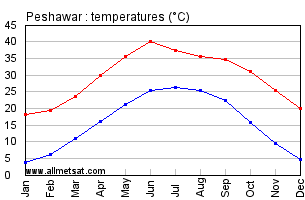 Peshawar : temperatures (°C)
45
40
35
30
25
20
15
10
5
0
www.allmetsat.com
Jan
Feb
Mar
Apr
May
Jun
Jul
Aug
Sep
Oct
Nov
Dec